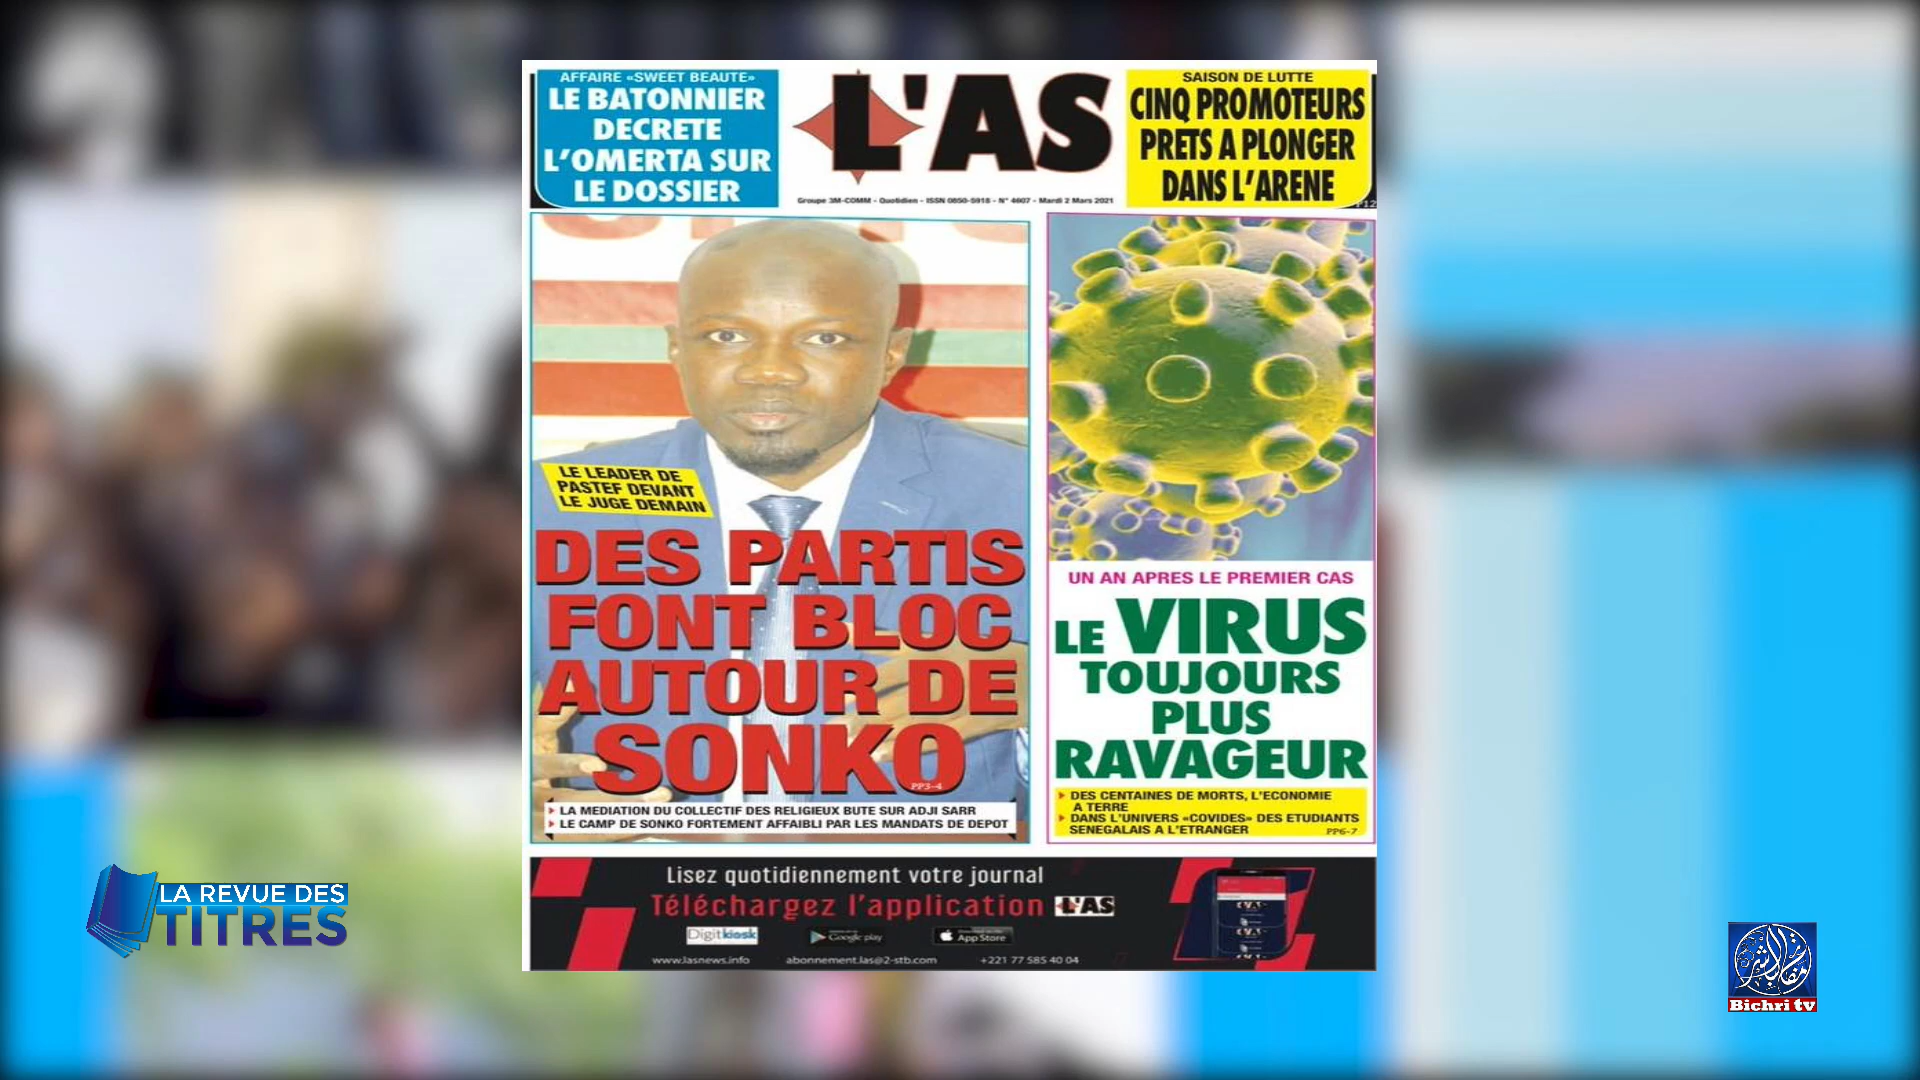 AFFAIRE «SWEET BEAUTE»
LE BATONNIER
DECRETE
L'OMERTA SUR
LE DOSSIER
L'AS
Groupe 3M-COMM - Quotidien - ISSN 0850-5918 - N° 4607 - Mardi 2 Mars 2021
SAISON DE LUTTE
CINQ PROMOTEURS
PRETS A PLONGER
DANS L'ARENE
P12
LE LEADER DE
PASTEF DEVANT
LE JUGE DEMAIN
DES PARTIS
FONT BLOC
AUTOUR DE
SONKO
PP3-4
LA MEDIATION DU COLLECTIF DES RELIGIEUX BUTE SUR ADJI SARR
LE CAMP DE SONKO FORTEMENT AFFAIBLI PAR LES MANDATS DE DEPOT
UN AN APRES LE PREMIER CAS
LE VIRUS
TOUJOURS
PLUS
RAVAGEUR
DES CENTAINES DE MORTS, L'ECONOMIE
A TERRE
DANS L'UNIVERS «COVIDES» DES ETUDIANTS
SENEGALAIS A L'ETRANGER
PP6-7
Lisez quotidiennement votre journal
Téléchargez l'application L'AS
Digitkiosk
Google play
App Store
www.lasnews.info abonnement.las@2-stb.com +221 77 585 40 04
LA REVUE DES
TITRES
Bichri tv